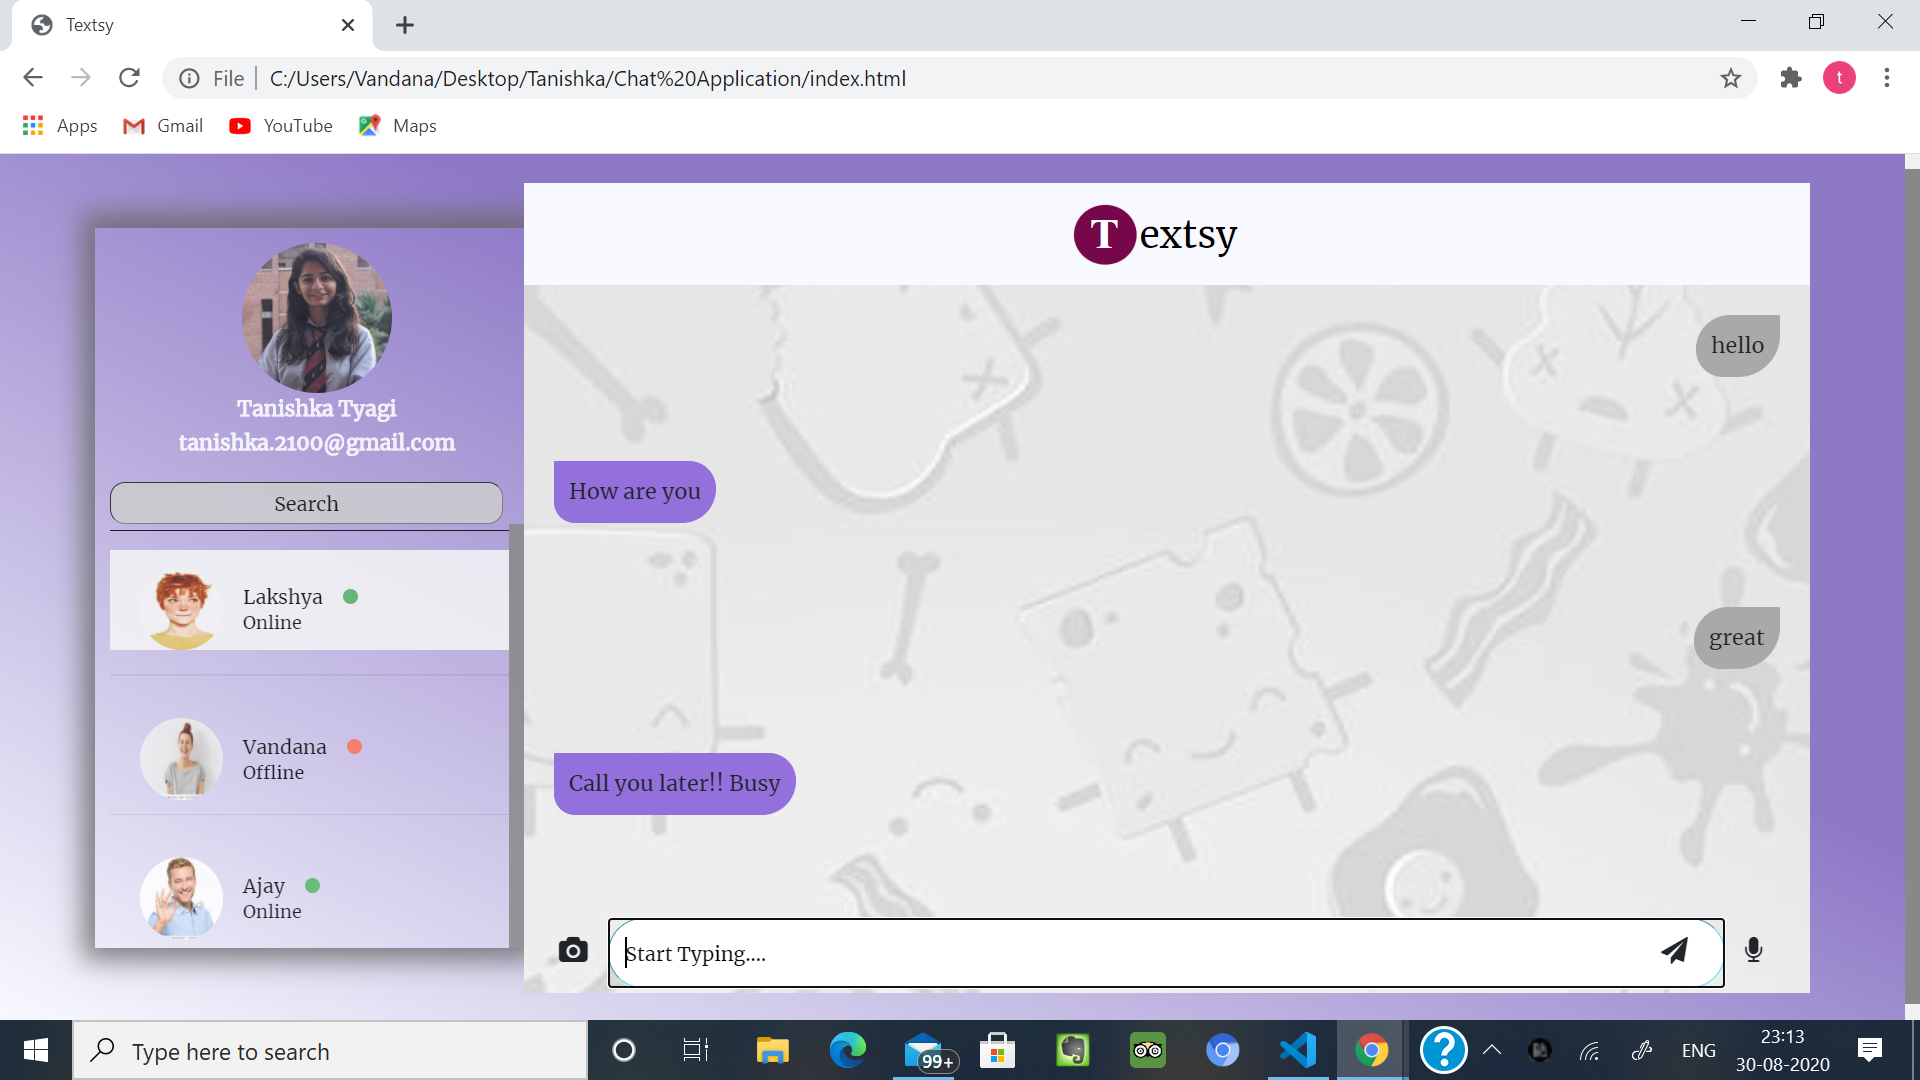 Textsy
File
C:/Users/Vandana/Desktop/Tanishka/Chat%20Application/index.html
t
Apps
Gmail
YouTube
Maps
Textsy
Tanishka Tyagi
tanishka.2100@gmail.com
Search
Lakshya
Online
Vandana
Offline
Ajay
Online
hello
How are you
great
Call you later!! Busy
Start Typing....
Type here to search
99+
?
ENG
23:13
30-08-2020